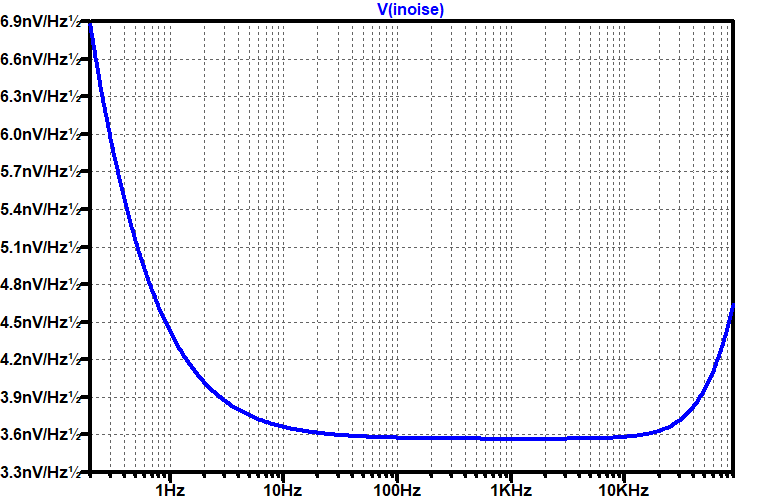 V(inoise)
6.9nV/Hz½
6.6nV/Hz½
6.3nV/Hz½
6.0nV/Hz½
5.7nV/Hz½
5.4nV/Hz½
5.1nV/Hz½
4.8nV/Hz½
4.5nV/Hz½
4.2nV/Hz½
3.9nV/Hz½
3.6nV/Hz½
3.3nV/Hz½
1Hz 10Hz 100Hz 1KHz 10KHz